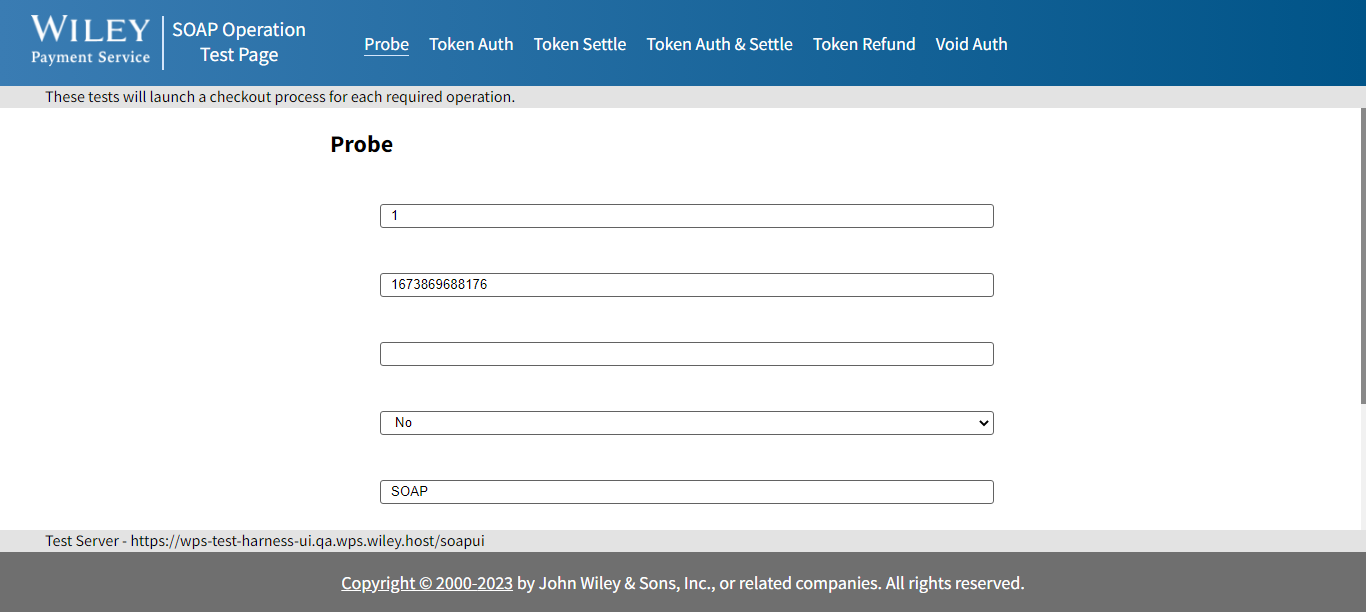 WILEY
Payment Service
SOAP Operation
Test Page
Probe Token Auth Token Settle Token Auth & Settle Token Refund Void Auth
These tests will launch a checkout process for each required operation.
Probe
1
1673869688176
No
SOAP
Test Server - https://wps-test-harness-ui.qa.wps.wiley.host/soapui
Copyright © 2000-2023 by John Wiley & Sons, Inc., or related companies. All rights reserved.